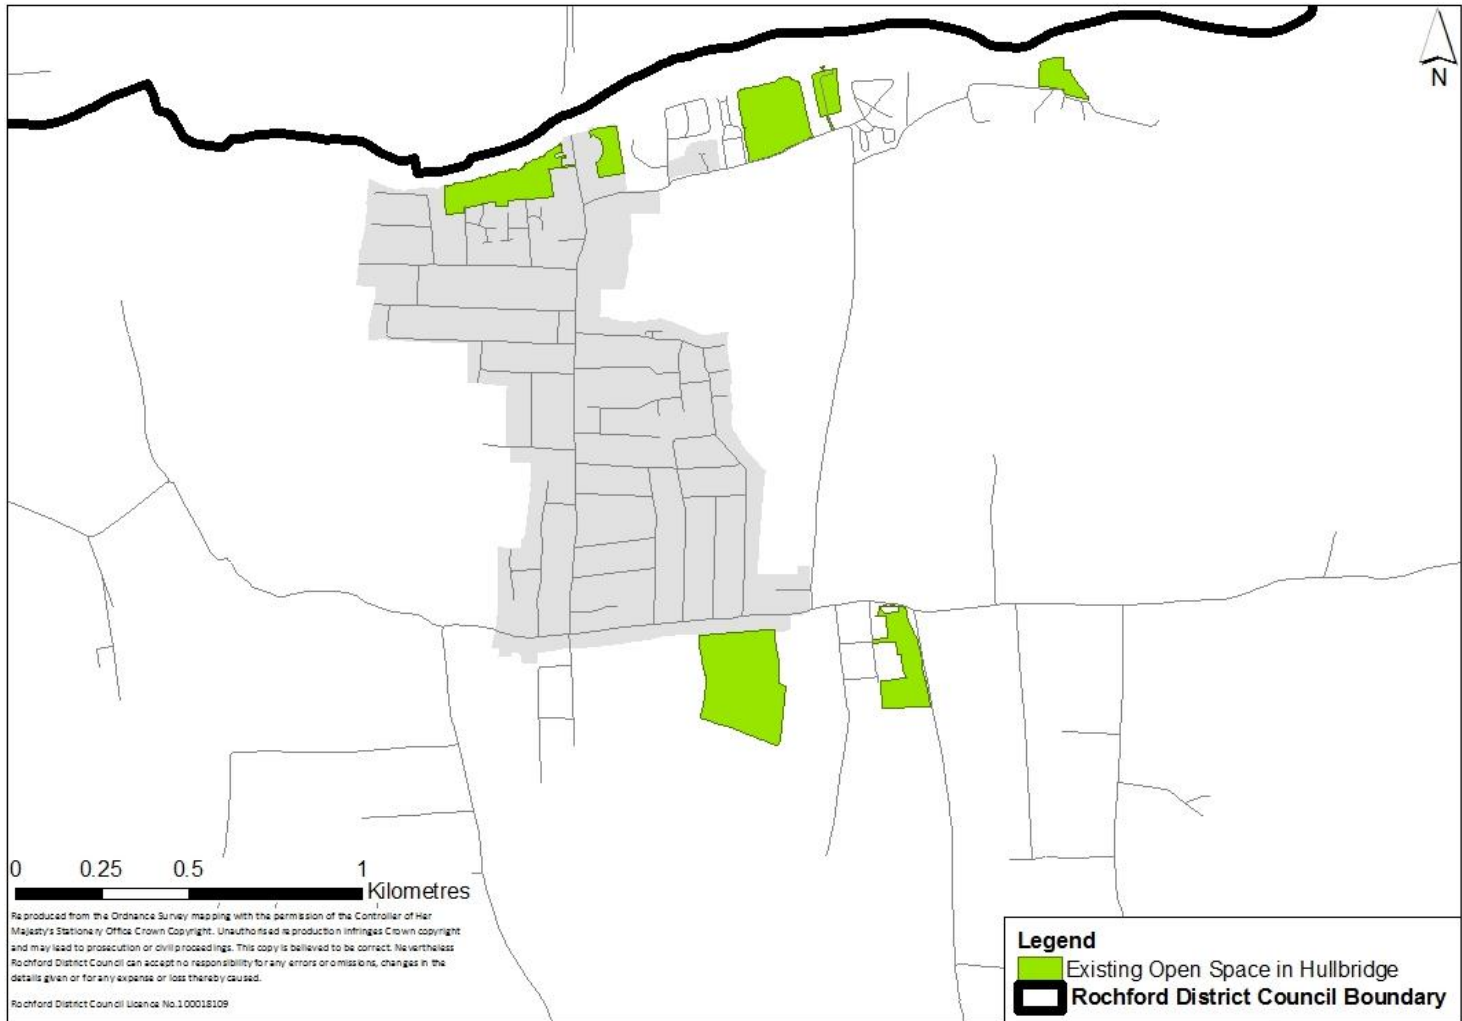 N
0 0.25 0.5 1
Kilometres
Reproduced from the Ordnance Survey mapping with the permission of the Controller of Her
Majesty's Stationery Office Crown Copyright. Unauthorised reproduction infringes Crown copyright
and may lead to prosecution or civil proceedings. This copy is believed to be correct. Nevertheless
Rochford District Council can accept no responsibility for any errors or omissions, changes in the
details given or for any expense or loss thereby caused.
Rochford District Council Licence No.100018109
Legend
Existing Open Space in Hullbridge
Rochford District Council Boundary